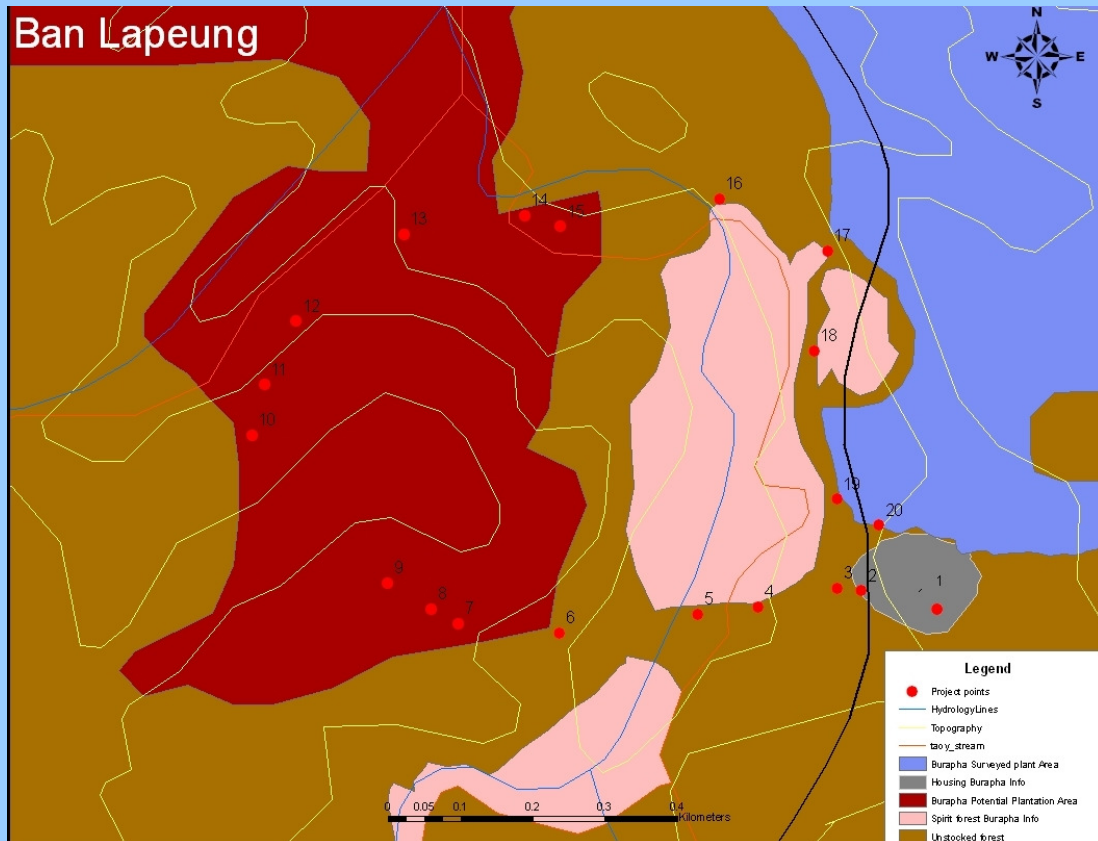 Ban Lapeung
N
W E
S
16
14
15
13
17
12
18
11
10
19
20
9
3
2
1
8
4
5
7
6
0 0.05 0.1 0.2 0.3 0.4
Kilometers
Legend
Project points
HydrologyLines
Topography
taoy_stream
Burapha Surveyed plant Area
Housing Burapha Info
Burapha Potential Plantation Area
Spirit forest Burapha Info
Unstocked forest